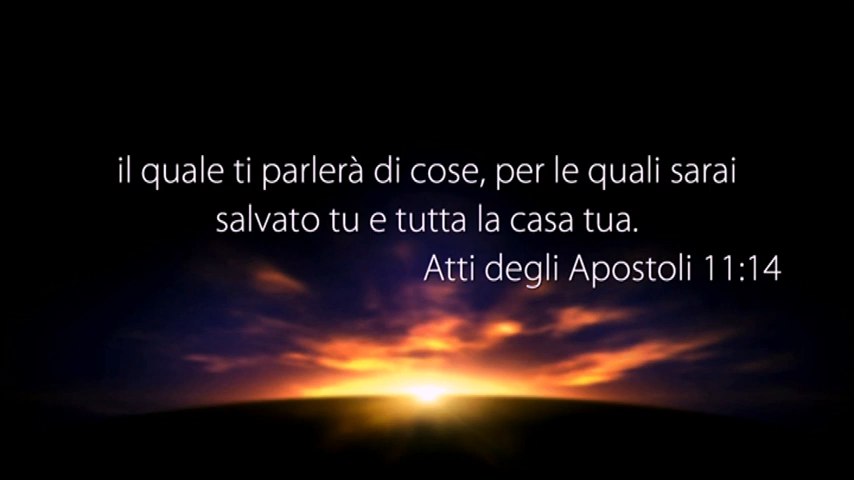 il quale ti parlerà di cose, per le quali sarai
salvato tu e tutta la casa tua.
Atti degli Apostoli 11:14